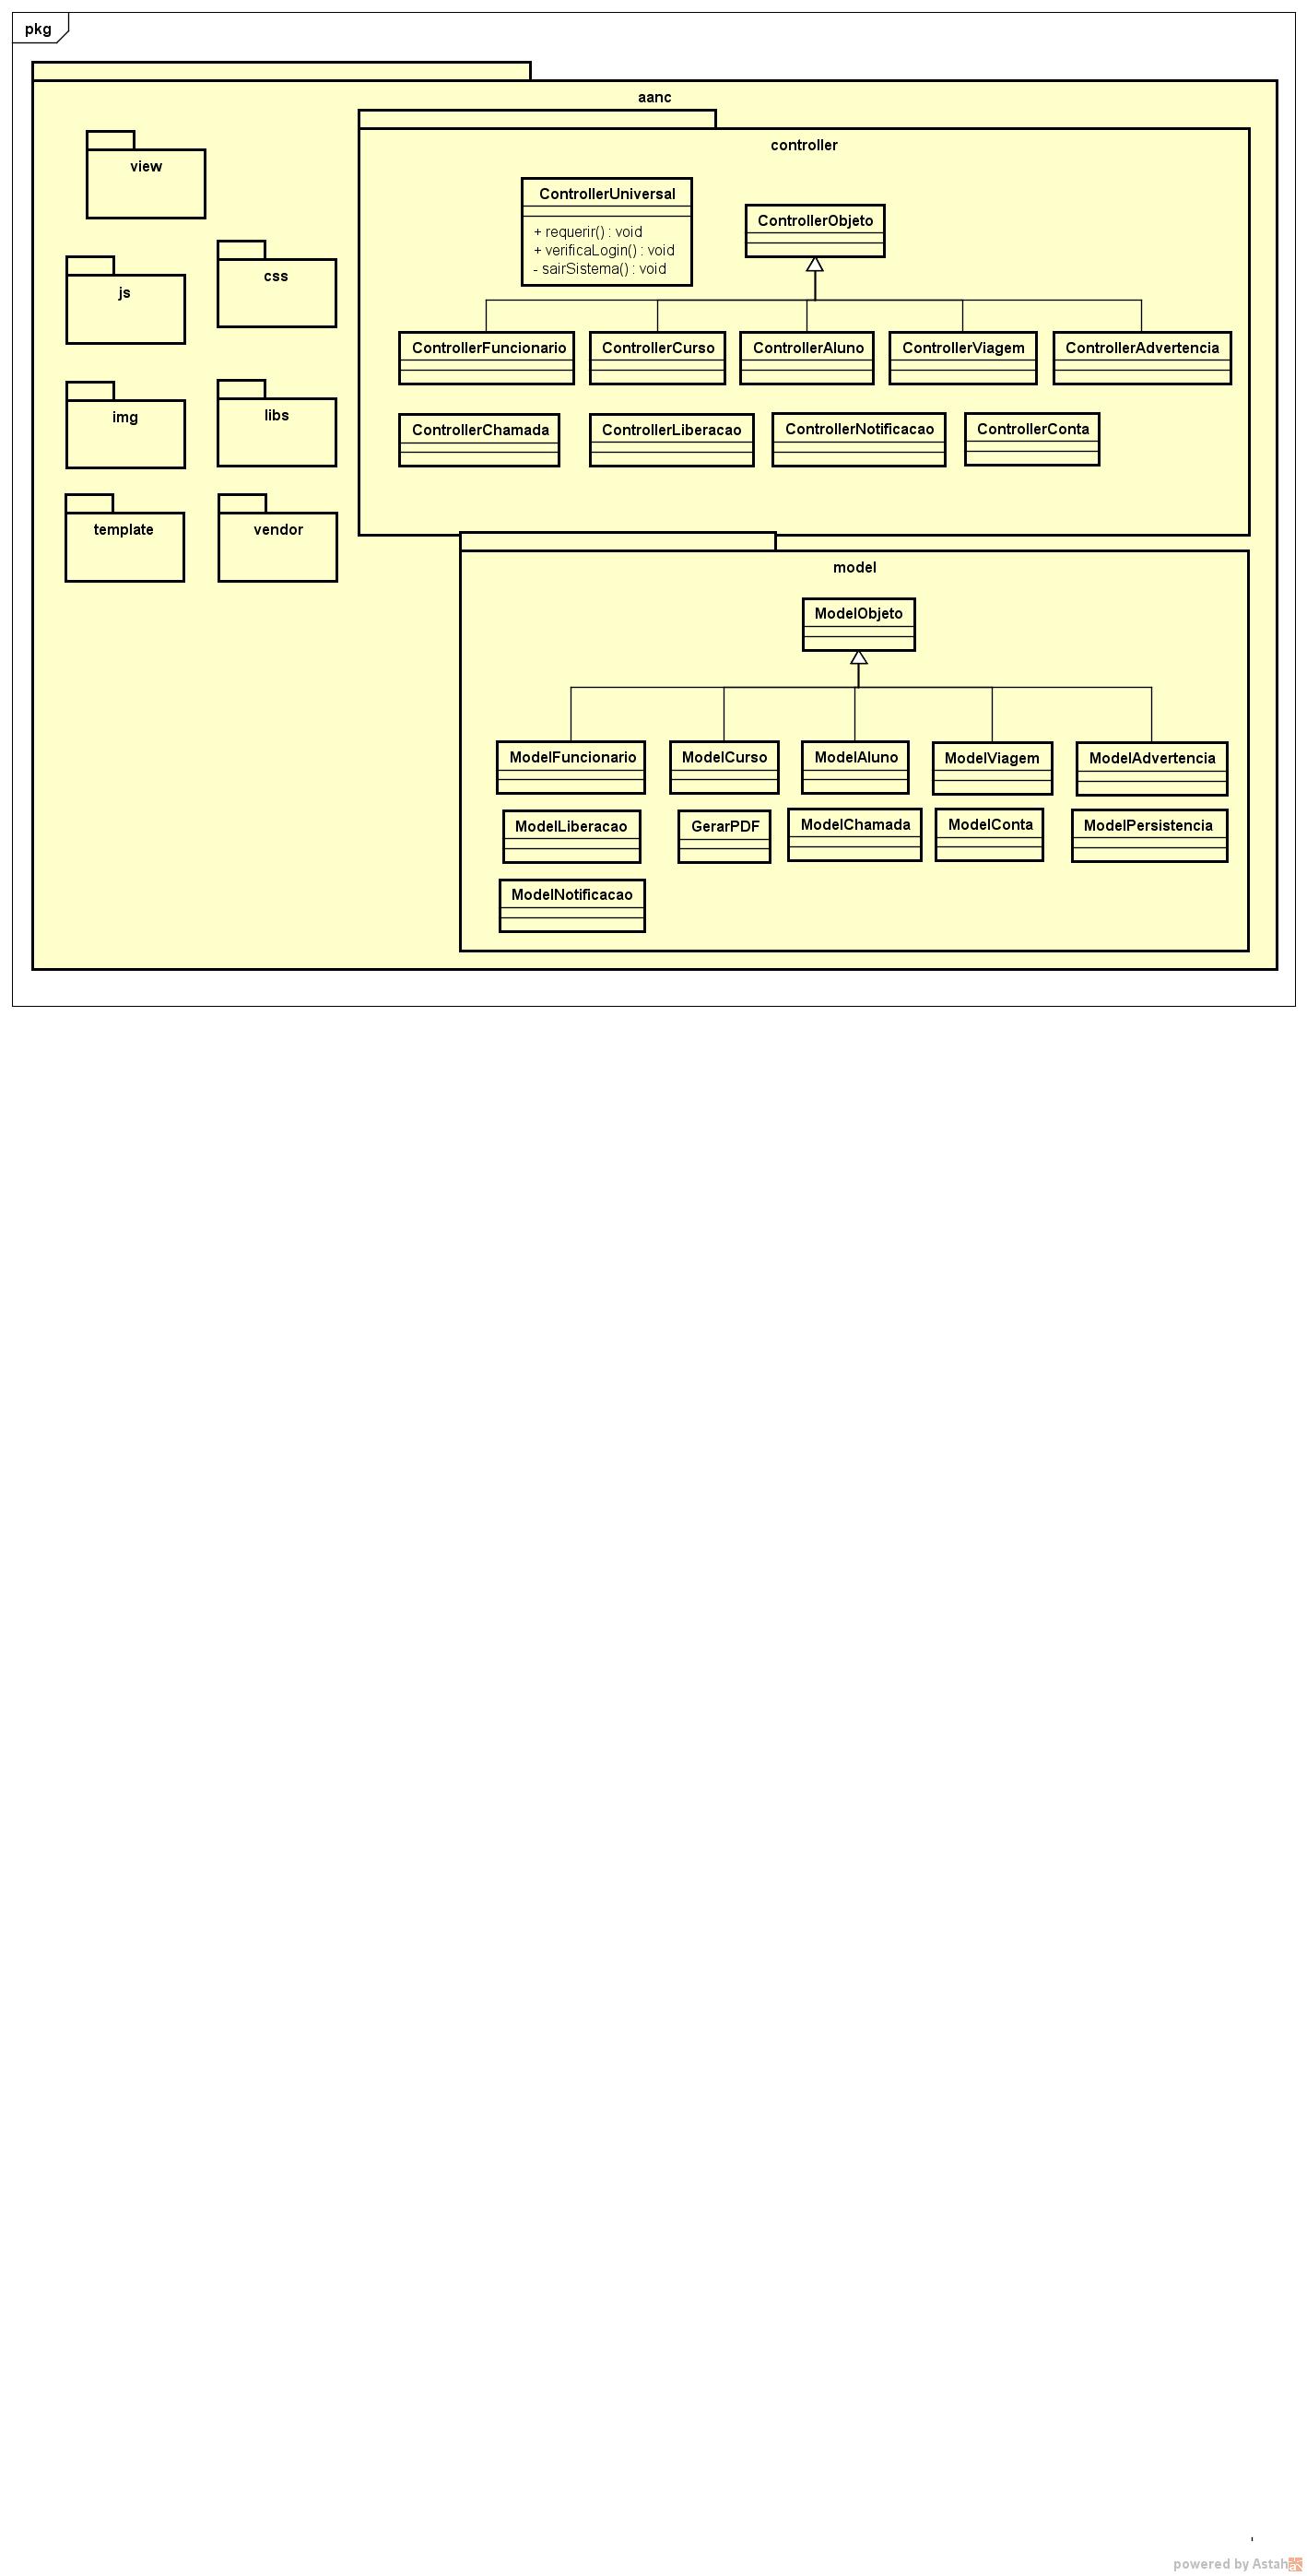 pkg
aanc
view
js
css
img
libs
template
vendor
controller
ControllerUniversal
+ requerir() : void
+ verificaLogin() : void
- sairSistema() : void
ControllerObjeto
ControllerFuncionario
ControllerCurso
ControllerAluno
ControllerViagem
ControllerAdvertencia
ControllerChamada
ControllerLiberacao
ControllerNotificacao
ControllerConta
model
ModelObjeto
ModelFuncionario
ModelCurso
ModelAluno
ModelViagem
ModelAdvertencia
ModelLiberacao
GerarPDF
ModelChamada
ModelConta
ModelPersistencia
ModelNotificacao
powered by Astah